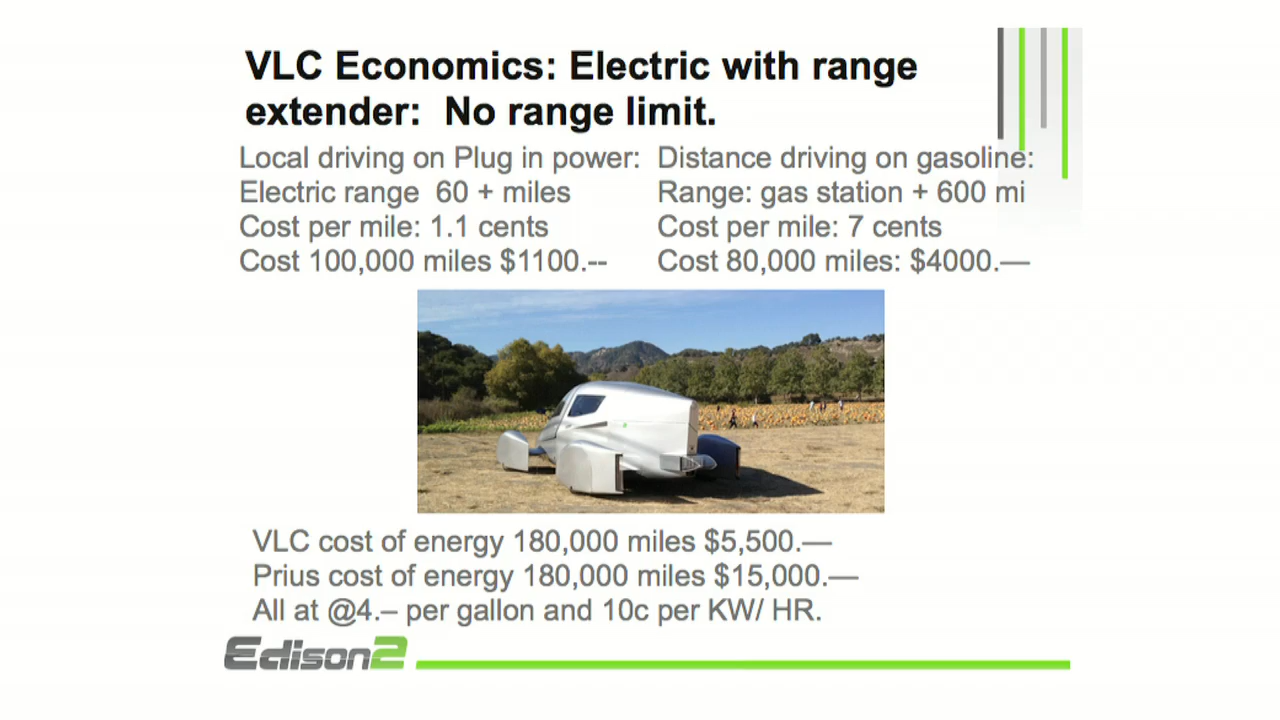 VLC Economics: Electric with range
extender:  No range limit.
Local driving on Plug in power:
Electric range  60 + miles
Cost per mile: 1.1 cents
Cost 100,000 miles $1100.--
Distance driving on gasoline:
Range: gas station + 600 mi
Cost per mile: 7 cents
Cost 80,000 miles: $4000.—
VLC cost of energy 180,000 miles $5,500.—
Prius cost of energy 180,000 miles $15,000.—
All at @4.– per gallon and 10c per KW/ HR.
Edison2